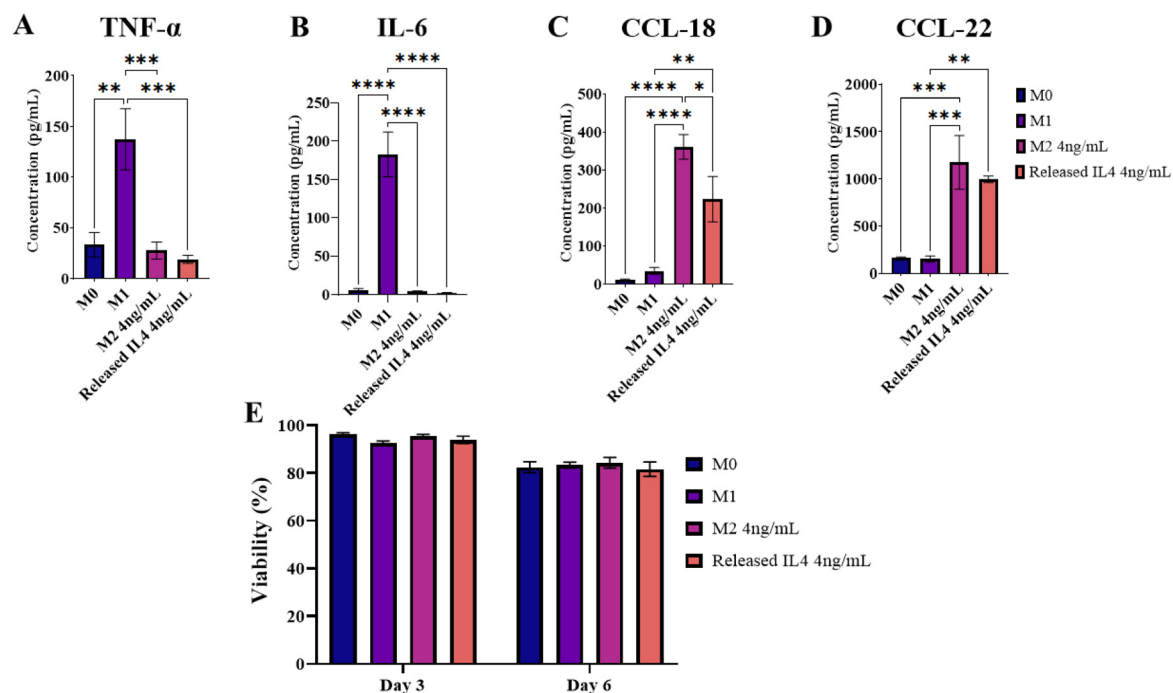 A
TNF-α
B
IL-6
C
CCL-18
D
CCL-22
Concentration (pg/mL)
200
150
100
50
0
**
***
***
M0
M1
M2 4ng/mL
Released IL4 4ng/mL
Concentration (pg/mL)
250
200
150
100
50
0
****
****
****
M0
M1
M2 4ng/mL
Released IL4 4ng/mL
Concentration (pg/mL)
600
400
300
200
100
0
**
****
*
****
M0
M1
M2 4ng/mL
Released IL4 4ng/mL
Concentration (pg/mL)
2000
1500
1000
500
0
**
***
***
M0
M1
M2 4ng/mL
Released IL4 4ng/mL
M0
M1
M2 4ng/mL
Released IL4 4ng/mL
E
Viability (%)
100
80
60
40
20
0
Day 3
Day 6
M0
M1
M2 4ng/mL
Released IL4 4ng/mL